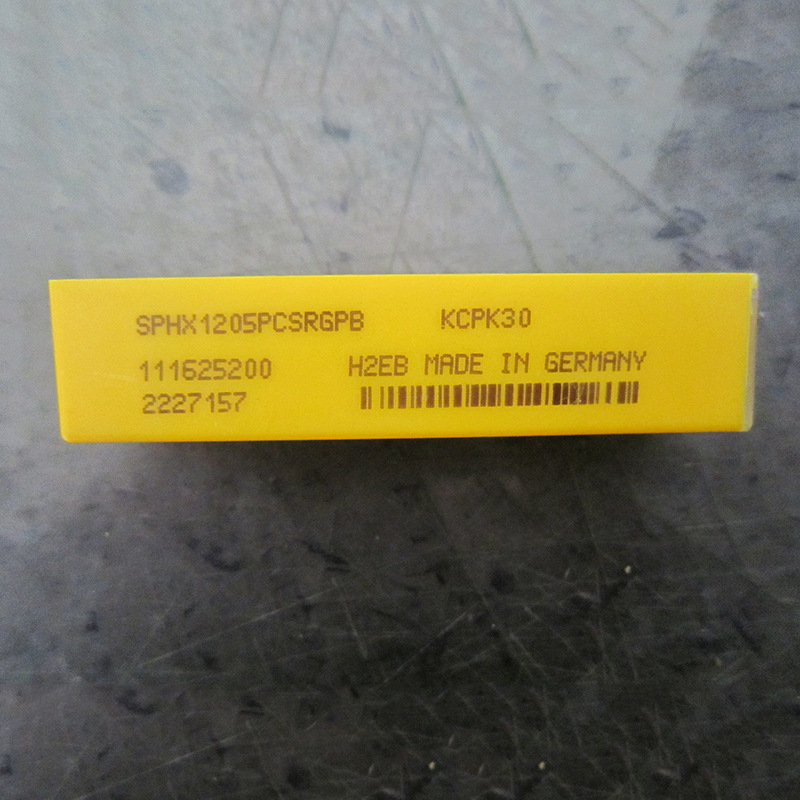 SPHX1205PCSRGPB KCPK30
111625200 H2EB MADE IN GERMANY
2227157